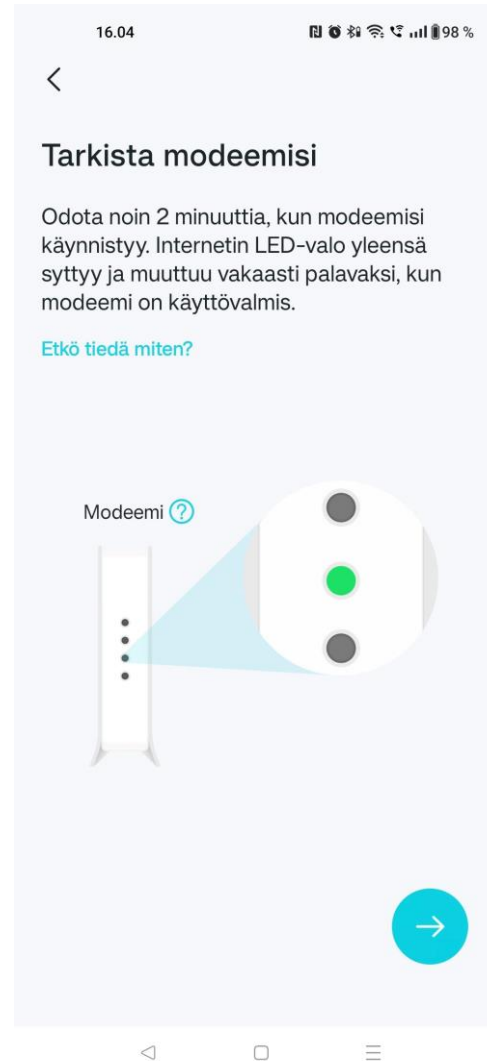 16.04
98 %
Tarkista modeemisi
Odota noin 2 minuuttia, kun modeemisi
käynnistyy. Internetin LED-valo yleensä
syttyy ja muuttuu vakaasti palavaksi, kun
modeemi on käyttövalmis.
Etkö tiedä miten?
Modeemi ?